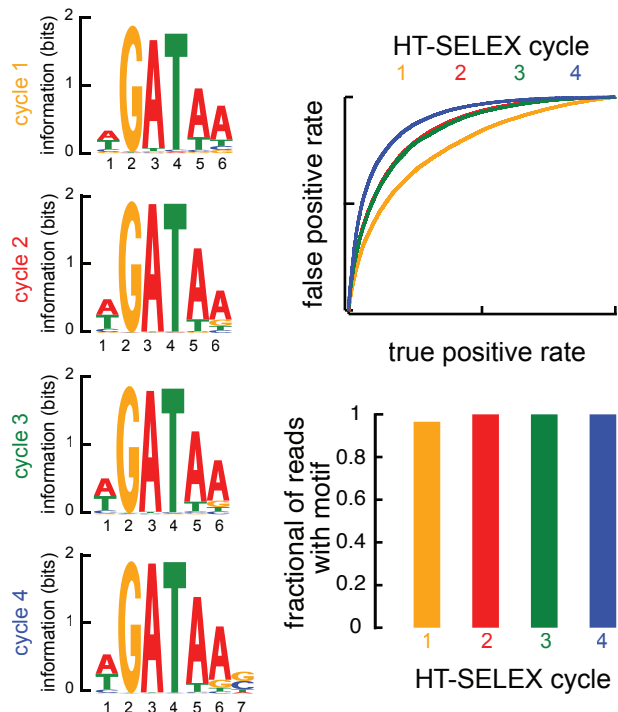 cycle 1
information (bits)
2
1
0
A
T
G
A
T
A
T
A
C
1 2 3 4 5 6
cycle 2
information (bits)
2
1
0
A
T
G
A
T
A
T
A
G
1 2 3 4 5 6
cycle 3
information (bits)
2
1
0
A
T
G
A
T
A
T
A
G
1 2 3 4 5 6
cycle 4
information (bits)
2
1
0
A
T
G
A
T
A
T
A
G
G
C
1 2 3 4 5 6 7
HT-SELEX cycle
1 2 3 4
false positive rate
true positive rate
fractional of reads
with motif
1
0.8
0.6
0.4
0.2
0
1 2 3 4
HT-SELEX cycle